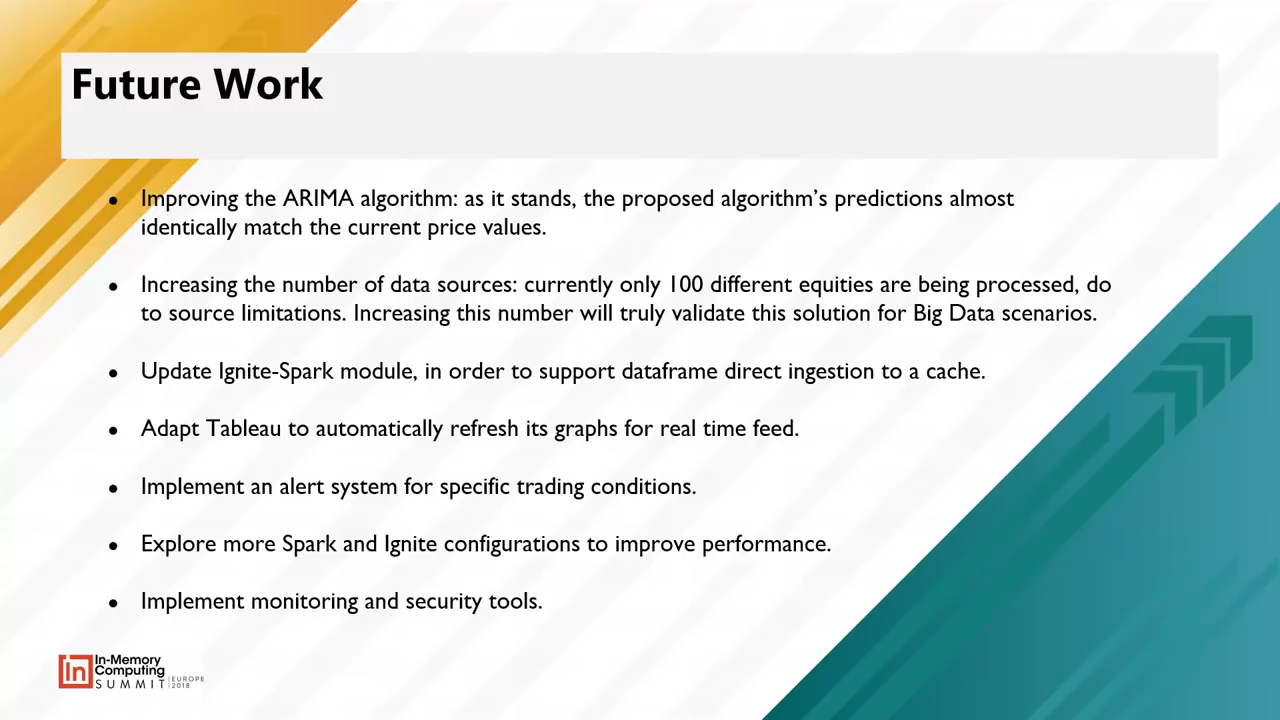 Future Work
• Improving the ARIMA algorithm: as it stands, the proposed algorithm’s predictions almost
identically match the current price values.
• Increasing the number of data sources: currently only 100 different equities are being processed, do
to source limitations. Increasing this number will truly validate this solution for Big Data scenarios.
• Update Ignite-Spark module, in order to support dataframe direct ingestion to a cache.
• Adapt Tableau to automatically refresh its graphs for real time feed.
• Implement an alert system for specific trading conditions.
• Explore more Spark and Ignite configurations to improve performance.
• Implement monitoring and security tools.
In
In-Memory
Computing
SUMMIT
EUROPE
2018